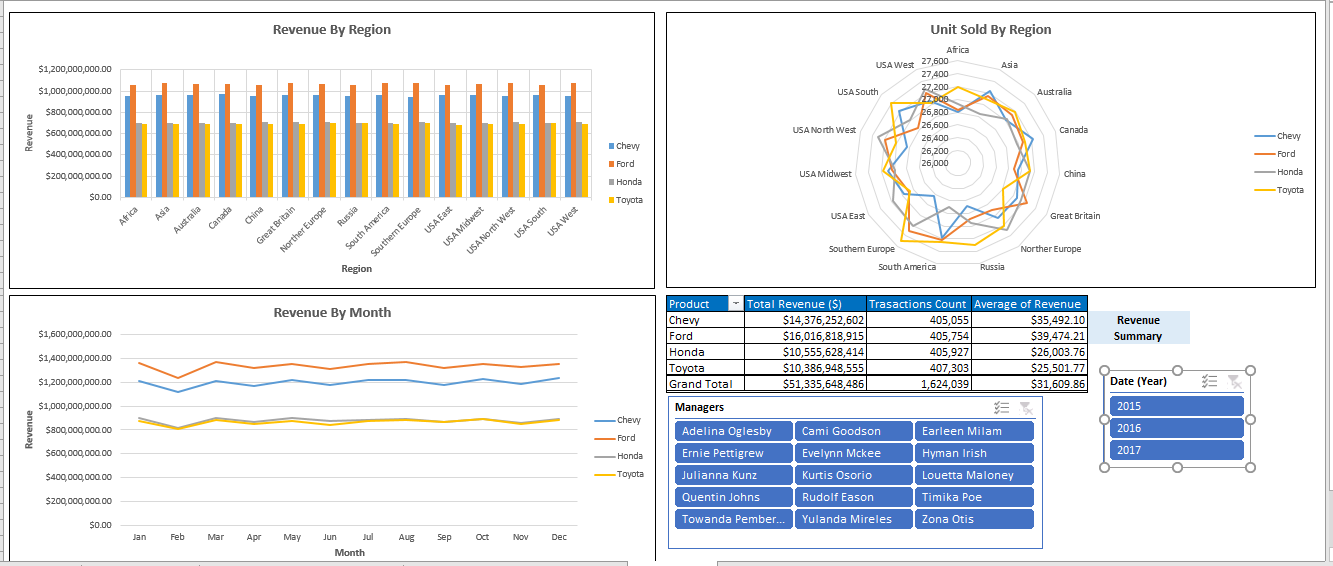 Revenue By Region
$1,200,000,000.00
$1,000,000,000.00
$800,000,000.00
$600,000,000.00
$400,000,000.00
$200,000,000.00
$0.00
Revenue
Africa
Asia
Australia
Canada
China
Great Britain
Norther Europe
Russia
South America
Southern Europe
USA East
USA Midwest
USA North West
USA South
USA West
Region
Chevy
Ford
Honda
Toyota
Unit Sold By Region
Africa
Asia
Australia
Canada
China
Great Britain
Norther Europe
Russia
South America
Southern Europe
USA East
USA Midwest
USA North West
USA South
USA West
27,600
27,400
27,200
27,000
26,800
26,600
26,400
26,200
26,000
Chevy
Ford
Honda
Toyota
Revenue By Month
$1,600,000,000.00
$1,400,000,000.00
$1,200,000,000.00
$1,000,000,000.00
$800,000,000.00
$600,000,000.00
$400,000,000.00
$200,000,000.00
$0.00
Revenue
Jan Feb Mar Apr May Jun Jul Aug Sep Oct Nov Dec
Month
Chevy
Ford
Honda
Toyota
Product Total Revenue ($) Trasactions Count Average of Revenue
Chevy $14,376,252,602 405,055 $35,492.10
Ford $16,016,818,915 405,754 $39,474.21
Honda $10,555,628,414 405,927 $26,003.76
Toyota $10,386,948,555 407,303 $25,501.77
Grand Total $51,335,648,486 1,624,039 $31,609.86
Revenue
Summary
Managers
Adelina Oglesby Cami Goodson Earleen Milam
Ernie Pettigrew Evelynn Mckee Hyman Irish
Julianna Kunz Kurtis Osorio Louetta Maloney
Quentin Johns Rudolf Eason Timika Poe
Towanda Pember... Yulanda Mireles Zona Otis
Date (Year)
2015
2016
2017